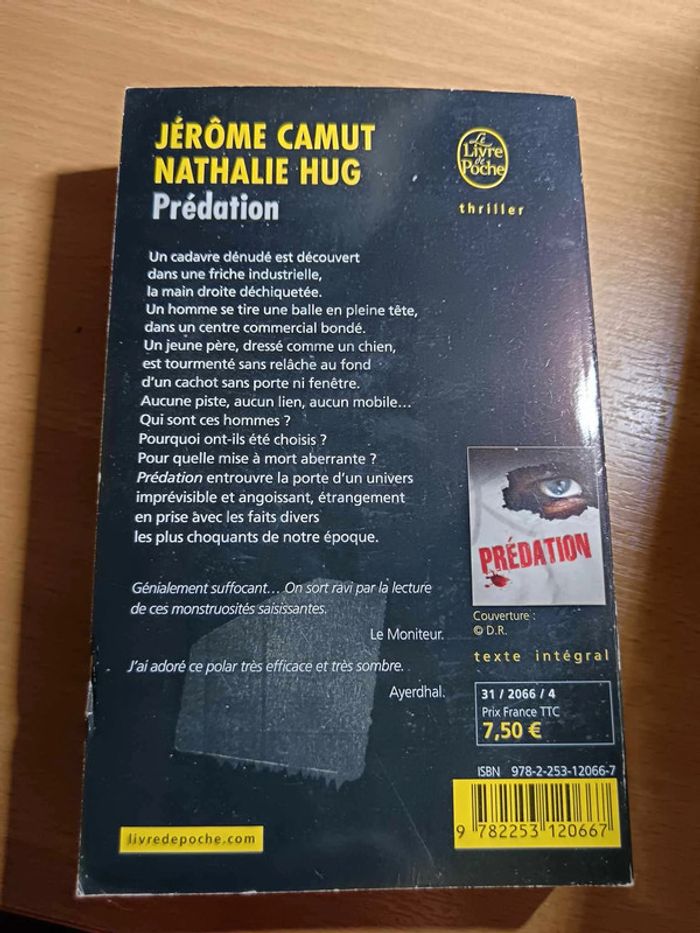 JÉRÔME CAMUT
NATHALIE HUG
Prédation
Le
Livre
de
Poche
thriller
Un cadavre dénudé est découvert
dans une friche industrielle,
la main droite déchiquetée.
Un homme se tire une balle en pleine tête,
dans un centre commercial bondé.
Un jeune père, dressé comme un chien,
est tourmenté sans relâche au fond
d'un cachot sans porte ni fenêtre.
Aucune piste, aucun lien, aucun mobile…
Qui sont ces hommes ?
Pourquoi ont-ils été choisis ?
Pour quelle mise à mort aberrante ?
Prédation entrouvre la porte d'un univers
imprévisible et angoissant, étrangement
en prise avec les faits divers
les plus choquants de notre époque.
Génialement suffocant… On sort ravi par la lecture
de ces monstruosités saisissantes.
Le Moniteur.
J'ai adoré ce polar très efficace et très sombre.
Ayerdhal.
PRÉDATION
Couverture :
© D.R.
texte intégral
31 / 2066 / 4
Prix France TTC
7,50 €
ISBN 978-2-253-12066-7
9 782253 120667
livredepoche.com